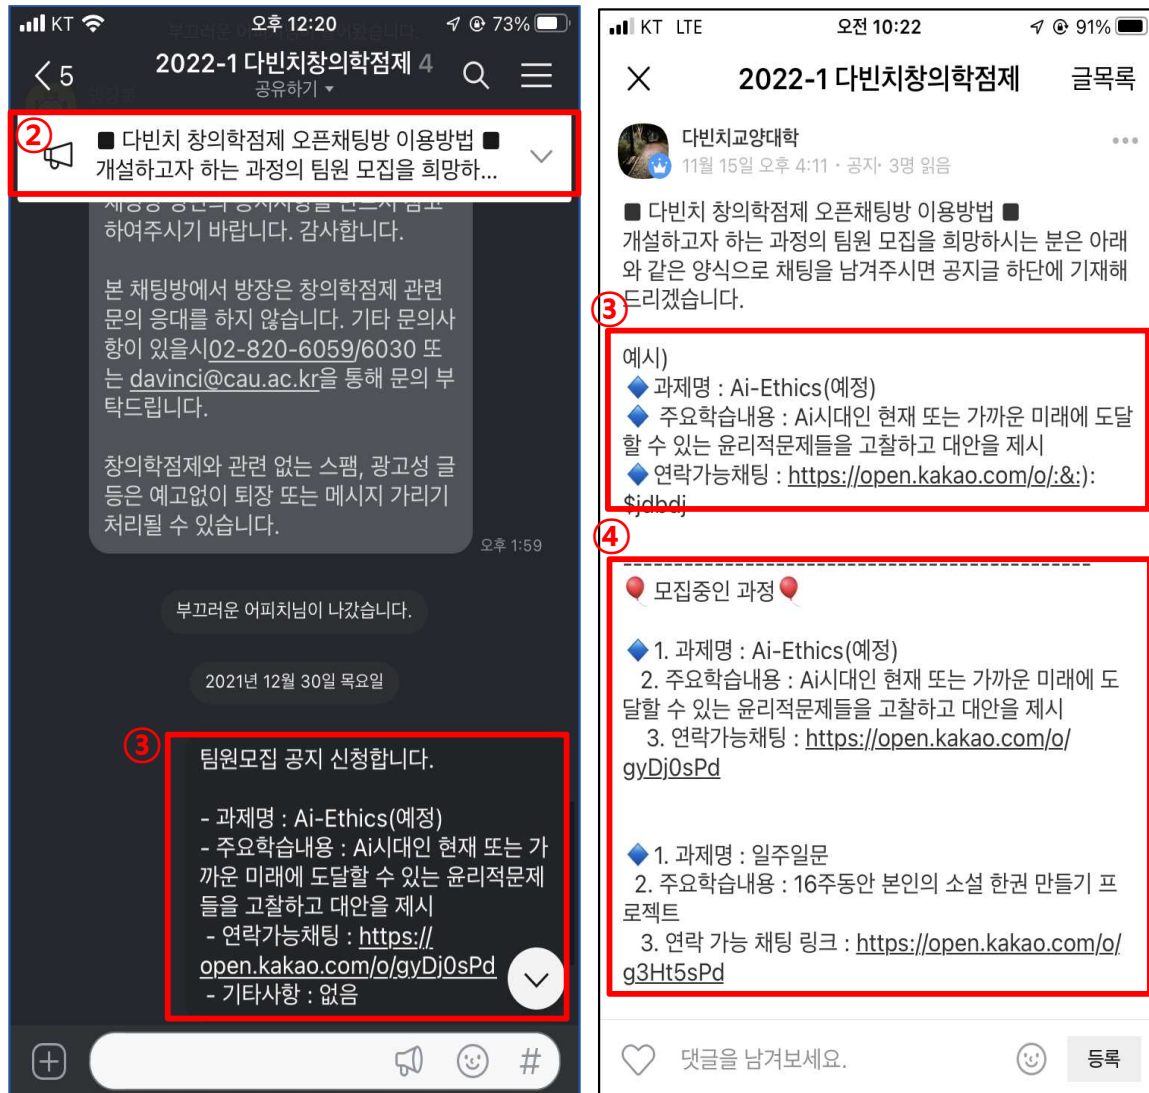 KT
오후 12:20
73%
5
2022-1 다빈치창의학점제 4
공유하기
②
■ 다빈치 창의학점제 오픈채팅방 이용방법 ■
개설하고자 하는 과정의 팀원 모집을 희망하...
하여주시기 바랍니다. 감사합니다.
본 채팅방에서 방장은 창의학점제 관련
문의 응대를 하지 않습니다. 기타 문의사
항이 있을시02-820-6059/6030 또
는 davinci@cau.ac.kr을 통해 문의 부
탁드립니다.
창의학점제와 관련 없는 스팸, 광고성 글
등은 예고없이 퇴장 또는 메시지 가리기
처리될 수 있습니다.
오후 1:59
부끄러운 어피치님이 나갔습니다.
2021년 12월 30일 목요일
③
팀원모집 공지 신청합니다.
- 과제명 : Ai-Ethics(예정)
- 주요학습내용 : Ai시대인 현재 또는 가
까운 미래에 도달할 수 있는 윤리적문제
들을 고찰하고 대안을 제시
- 연락가능채팅 : https://
open.kakao.com/o/gyDj0sPd
- 기타사항 : 없음
#
KT LTE
오전 10:22
91%
2022-1 다빈치창의학점제
글목록
다빈치교양대학
11월 15일 오후 4:11 · 공지· 3명 읽음
■ 다빈치 창의학점제 오픈채팅방 이용방법 ■
개설하고자 하는 과정의 팀원 모집을 희망하시는 분은 아래
와 같은 양식으로 채팅을 남겨주시면 공지글 하단에 기재해
드리겠습니다.
③
예시)
🔷과제명 : Ai-Ethics(예정)
🔷 주요학습내용 : Ai시대인 현재 또는 가까운 미래에 도달
할 수 있는 윤리적문제들을 고찰하고 대안을 제시
🔷연락가능채팅 : https://open.kakao.com/o/:&:):
$jdbdj
④
----------------------------------------------
🎈 모집중인 과정🎈
🔷 1. 과제명 : Ai-Ethics(예정)
2. 주요학습내용 : Ai시대인 현재 또는 가까운 미래에 도
달할 수 있는 윤리적문제들을 고찰하고 대안을 제시
3. 연락가능채팅 : https://open.kakao.com/o/
gyDj0sPd
🔷 1. 과제명 : 일주일문
2. 주요학습내용 : 16주동안 본인의 소설 한권 만들기 프
로젝트
3. 연락 가능 채팅 링크 : https://open.kakao.com/o/
g3Ht5sPd
댓글을 남겨보세요.
등록